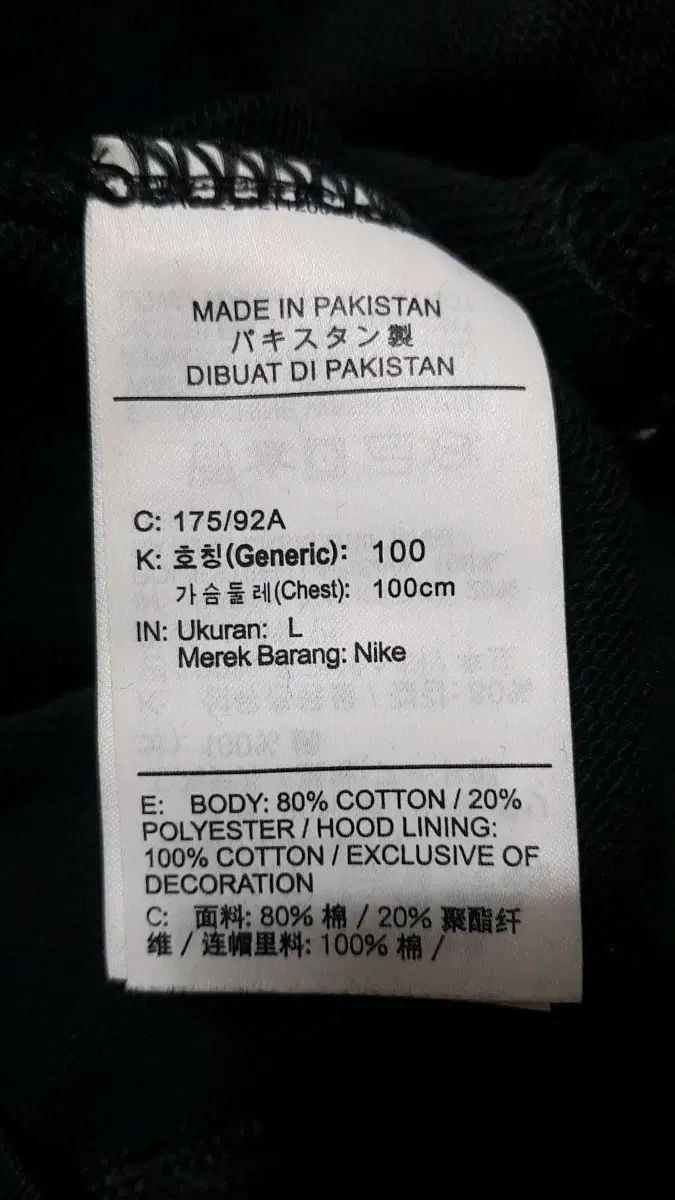 MADE IN PAKISTAN
パキスタン製
DIBUAT DI PAKISTAN
C: 175/92A
K: 호칭(Generic): 100
가슴둘레(Chest): 100cm
IN: Ukuran: L
Merek Barang: Nike
E: BODY: 80% COTTON / 20%
POLYESTER / HOOD LINING:
100% COTTON / EXCLUSIVE OF
DECORATION
C: 面料: 80% 棉 / 20% 聚酯纤
维 / 连帽里料: 100% 棉 /